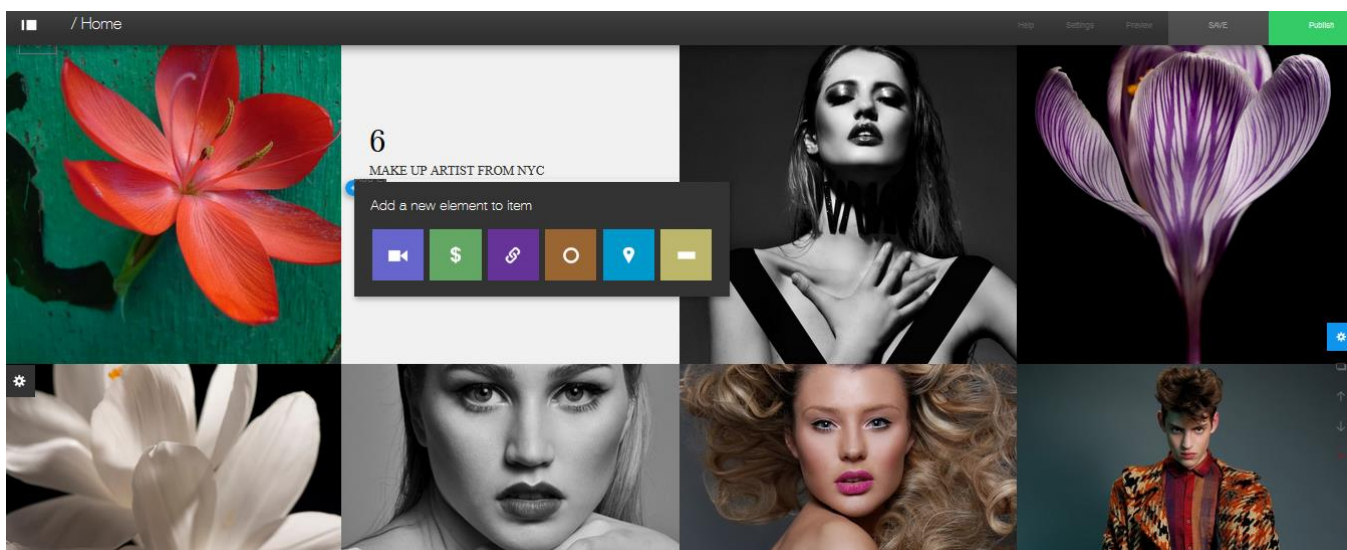 / Home
Help Settings Preview SAVE Publish
6
MAKE UP ARTIST FROM NYC
Add a new element to item
$